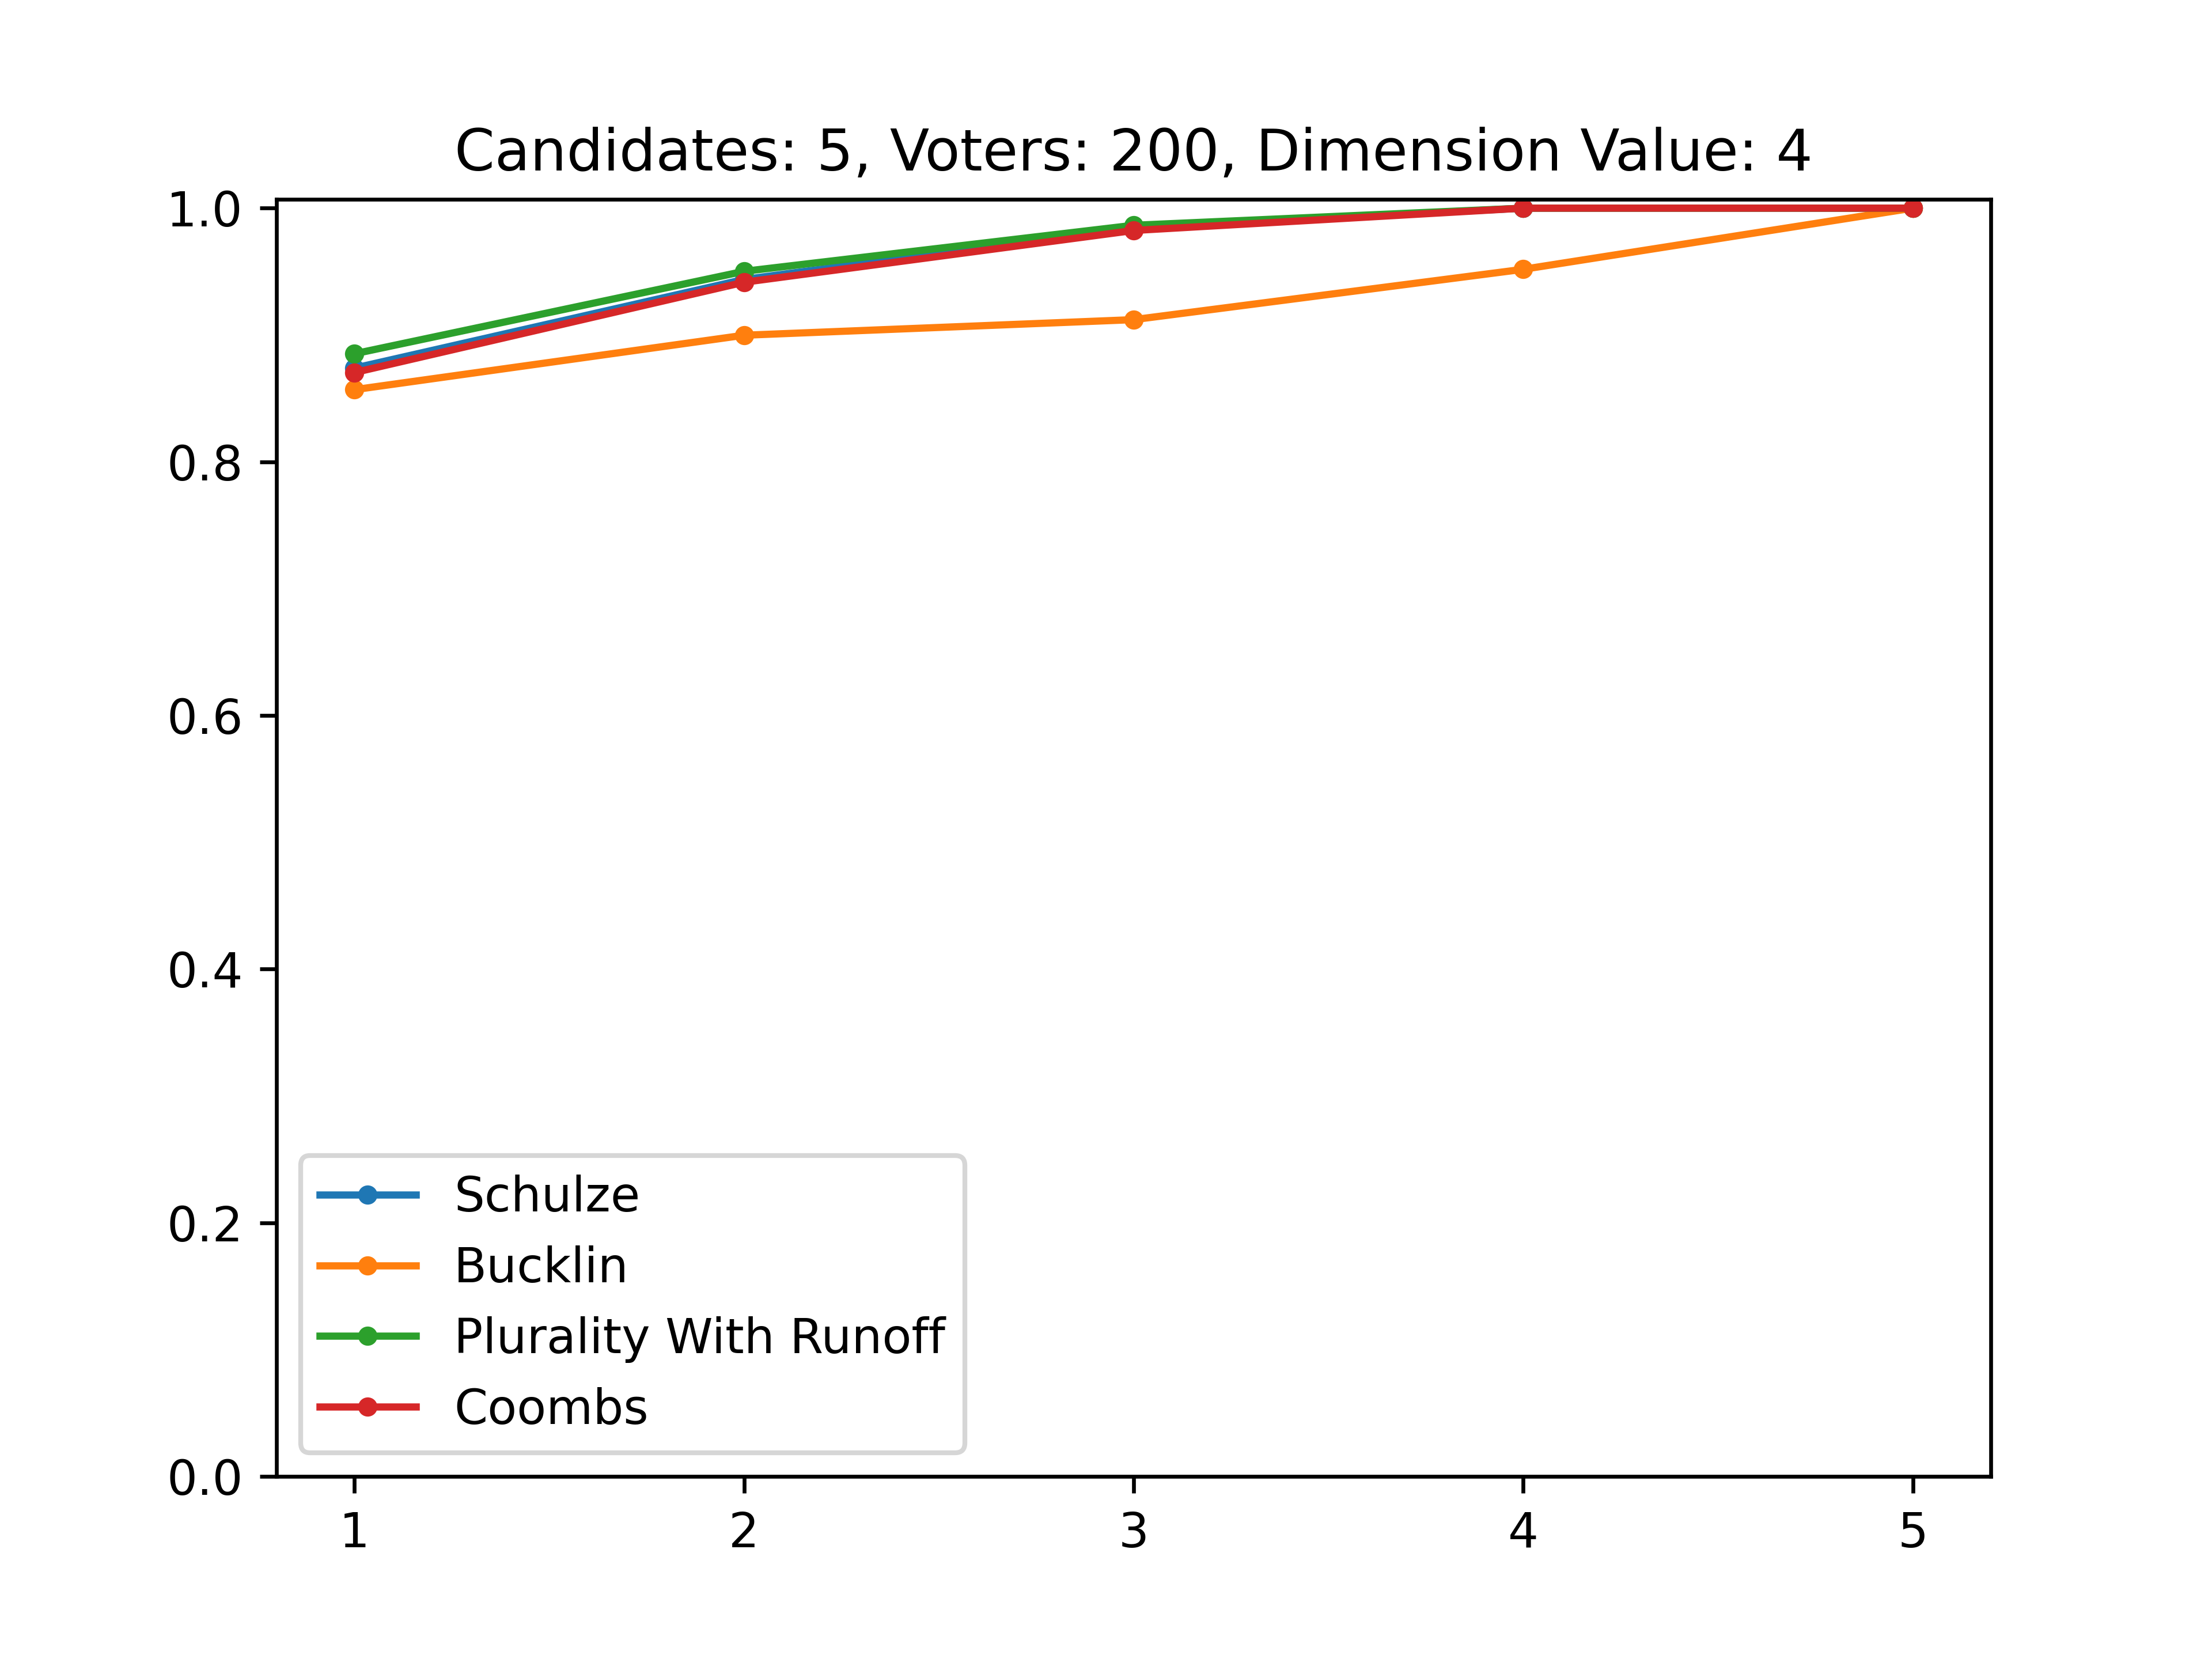 Candidates: 5, Voters: 200, Dimension Value: 4
1.0
0.8
0.6
0.4
0.2
0.0
Schulze
Bucklin
Plurality With Runoff
Coombs
1 2 3 4 5